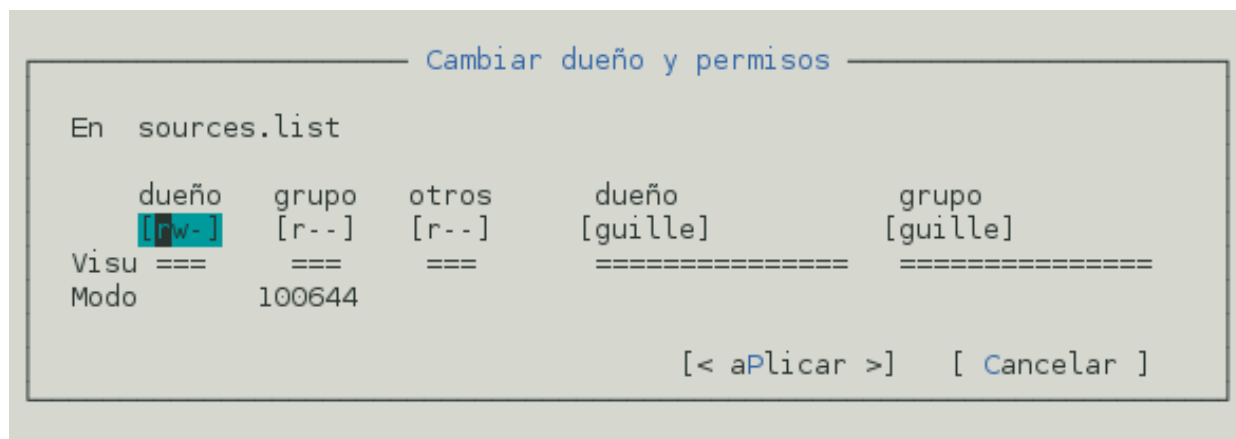 Cambiar dueño y permisos
En sources.list
dueño grupo otros dueño grupo
[rw-] [r--] [r--] [guille] [guille]
Visu === === === =============== ===============
Modo 100644
[< aPlicar >] [ Cancelar ]